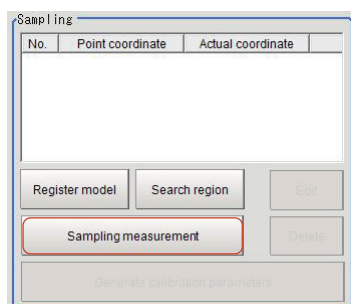 Sampling
No. Point coordinate Actual coordinate
Register model Search region Edit
Sampling measurement Delete
Generate calibration parameters